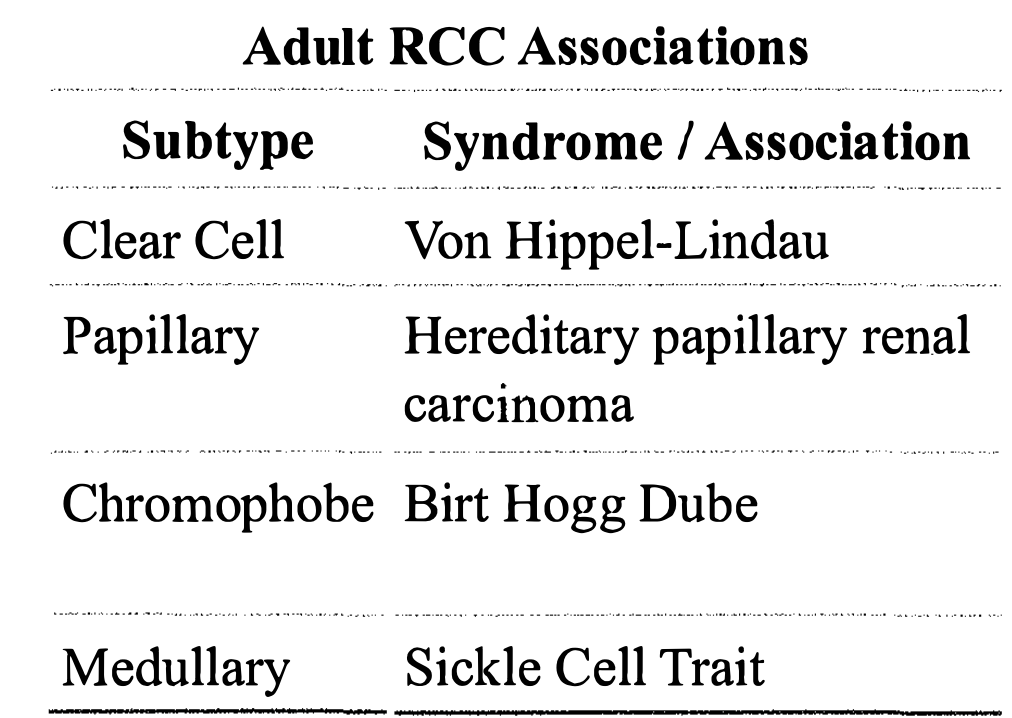 Adult RCC Associations
Subtype Syndrome / Association
Clear Cell Von Hippel-Lindau
Papillary Hereditary papillary renal
carcinoma
Chromophobe Birt Hogg Dube
Medullary Sickle Cell Trait